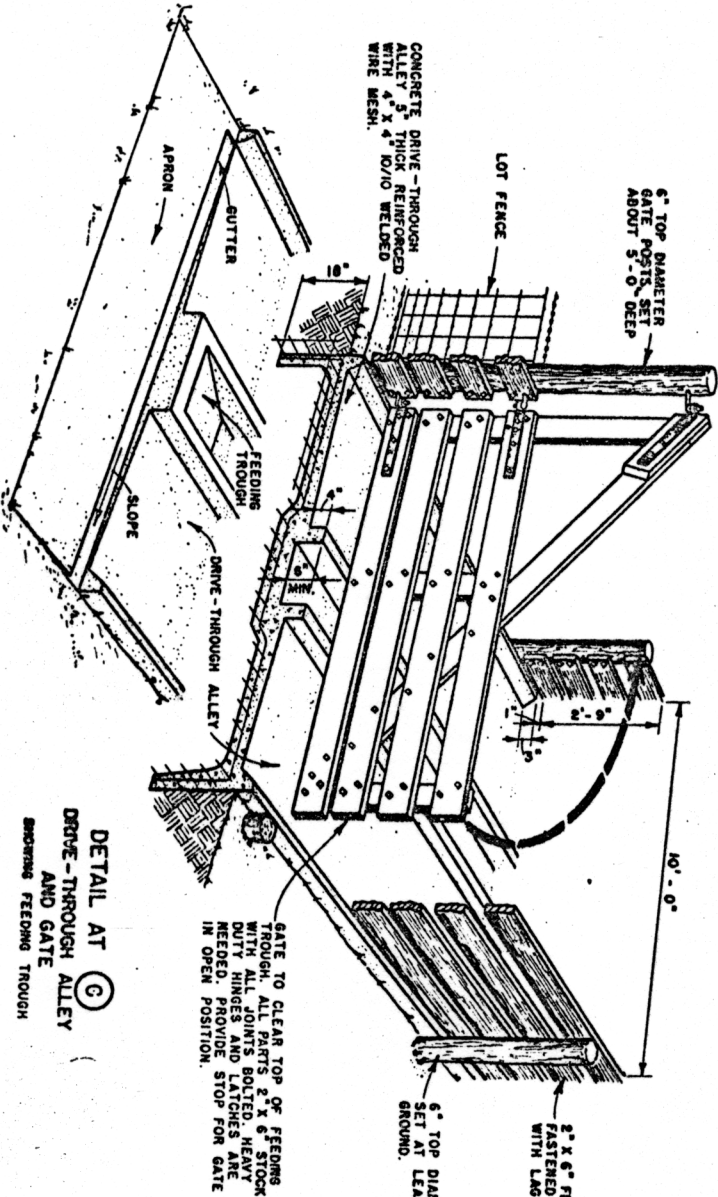 6" TOP DIAMETER
GATE POSTS, SET
ABOUT 5'-0" DEEP
LOT FENCE
CONCRETE DRIVE-THROUGH
ALLEY 5" THICK REINFORCED
WITH 4" X 4" 10/10 WELDED
WIRE MESH.
18"
4"
6"
MIN.
1"
3"
2'-9"
10'-0"
APRON
GUTTER
FEEDING
TROUGH
SLOPE
DRIVE-THROUGH ALLEY
2" X 6"
FASTENED
WITH LAG
6" TOP
SET AT
GROUND.
GATE TO CLEAR TOP OF FEEDING
TROUGH. ALL PARTS 2" X 6" STOCK
WITH ALL JOINTS BOLTED. HEAVY
DUTY HINGES AND LATCHES ARE
NEEDED. PROVIDE STOP FOR GATE
IN OPEN POSITION.
DETAIL AT C
DRIVE-THROUGH ALLEY
AND GATE
SHOWING FEEDING TROUGH